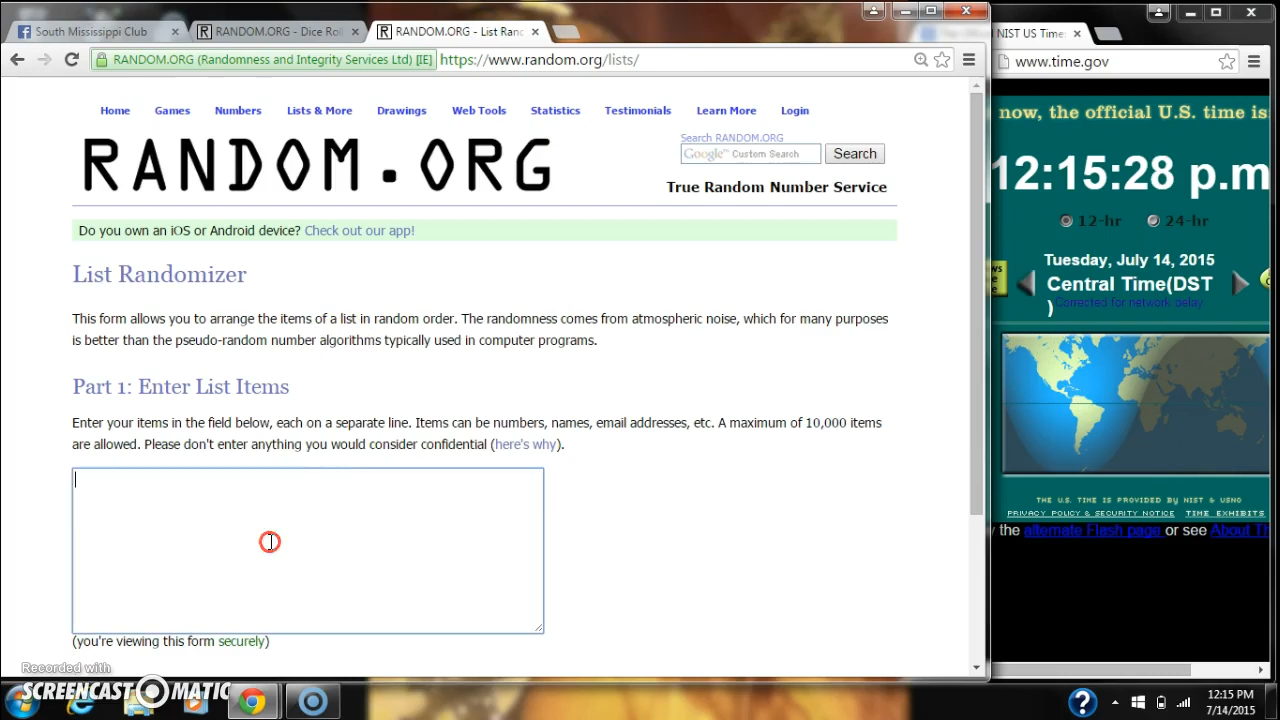 South Mississippi Club
RANDOM.ORG - Dice Roll
RANDOM.ORG - List Ran
RANDOM.ORG (Randomness and Integrity Services Ltd) [IE]
https://www.random.org/lists/
Home
Games
Numbers
Lists & More
Drawings
Web Tools
Statistics
Testimonials
Learn More
Login
RANDOM.ORG
Search RANDOM.ORG
Google™ Custom Search
Search
True Random Number Service
Do you own an iOS or Android device? Check out our app!
List Randomizer
This form allows you to arrange the items of a list in random order. The randomness comes from atmospheric noise, which for many purposes
is better than the pseudo-random number algorithms typically used in computer programs.
Part 1: Enter List Items
Enter your items in the field below, each on a separate line. Items can be numbers, names, email addresses, etc. A maximum of 10,000 items
are allowed. Please don't enter anything you would consider confidential (here's why).
(you're viewing this form securely)
NIST US Time:
www.time.gov
now, the official U.S. time is
12:15:28 p.m
12-hr
24-hr
Tuesday, July 14, 2015
Central Time(DST
)
Corrected for network delay
THE U.S. TIME IS PROVIDED BY NIST & USNO
PRIVACY POLICY & SECURITY NOTICE
TIME EXHIBITS
the alternate Flash page or see About Th
Recorded with
SCREENCAST MATIC
12:15 PM
7/14/2015